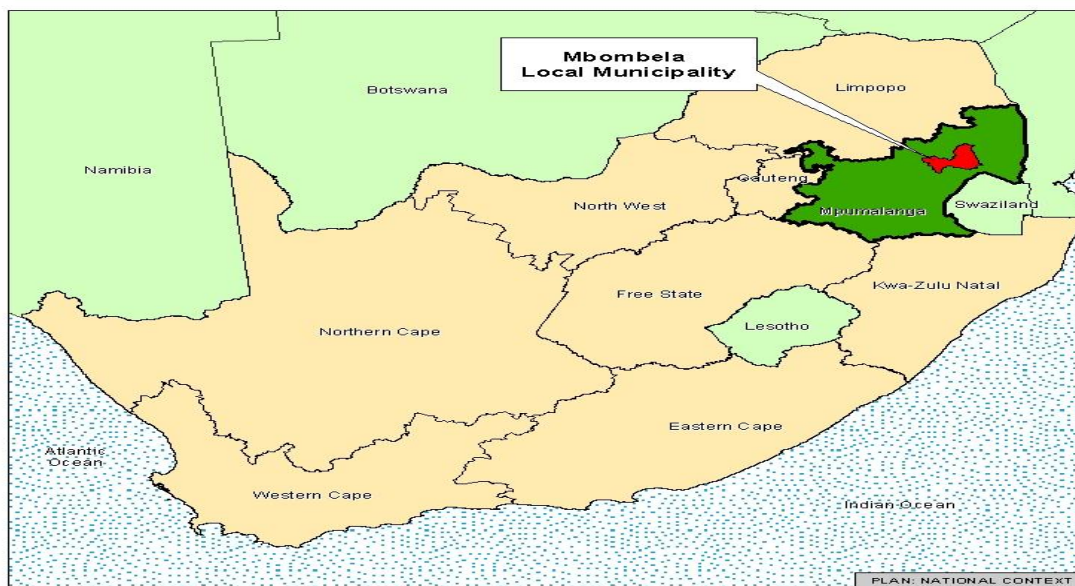 Mbombela
Local Municipality
Limpopo
Botswana
Namibia
Gauteng
North West
Mpumalanga
Swaziland
Free State
Kwa-Zulu Natal
Northern Cape
Lesotho
Eastern Cape
Atlantic
Ocean
Western Cape
Indian Ocean
PLAN: NATIONAL CONTEXT